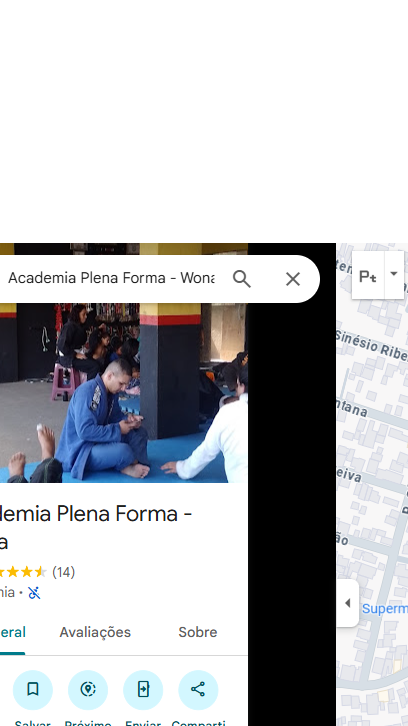 Academia Plena Forma - Wona
Pt
Sinésio Ribe
ntana
eiva
ão
Superm
demia Plena Forma -
a
(14)
nia •
eral
Avaliações
Sobre
Salvar
Próximo
Enviar
Comparti